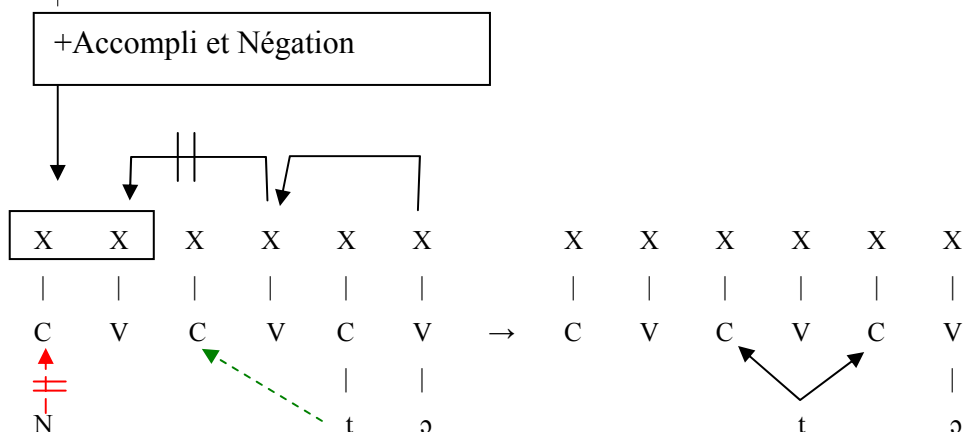 +Accompli et Négation
X X X X X X X X X X X X
C V C V C V → C V C V C V
N t ɔ t ɔ